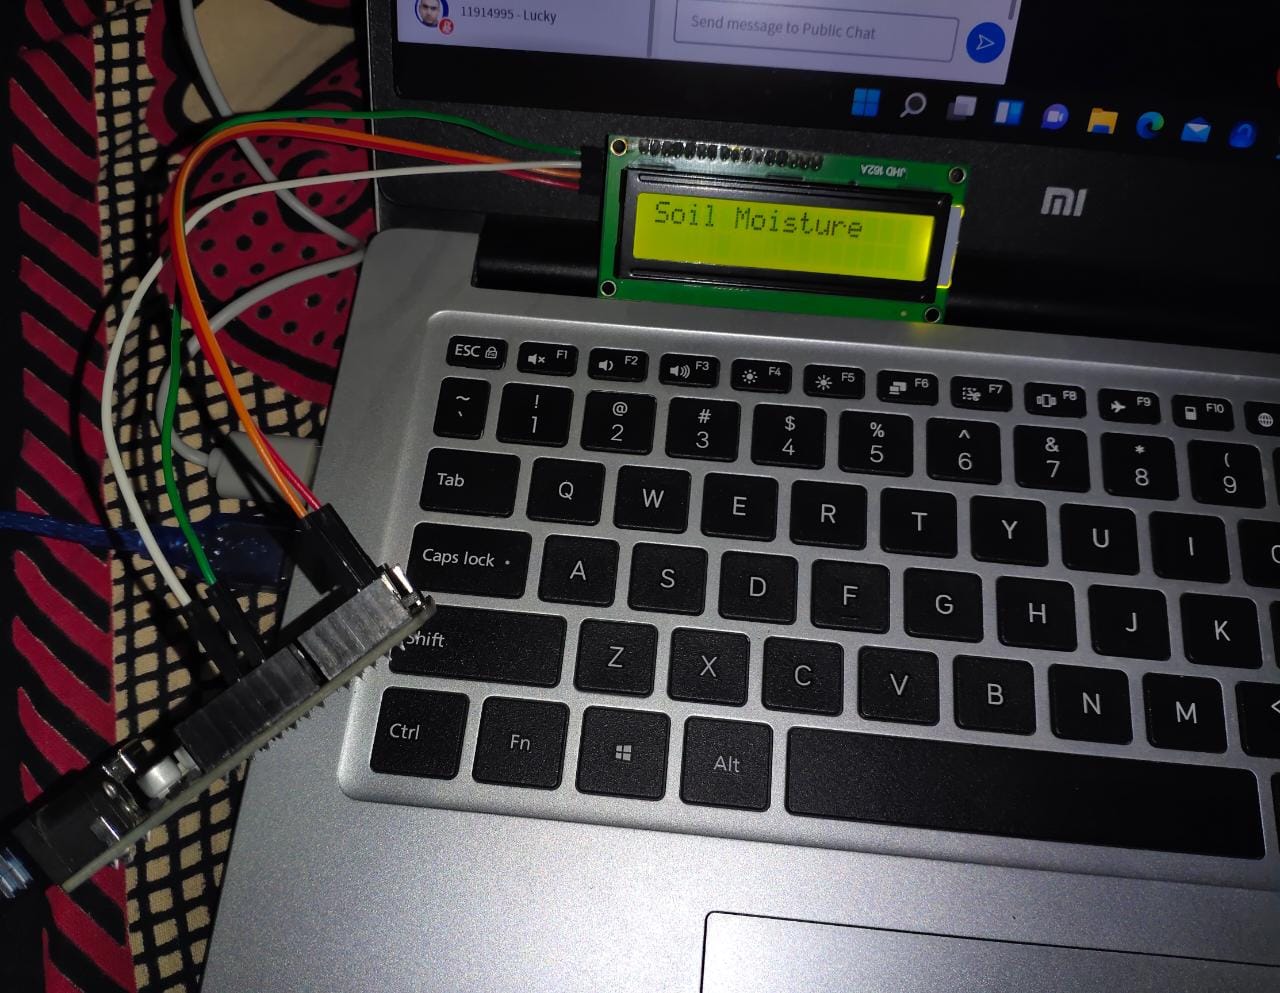 11914995 - Lucky
Send message to Public Chat
JHD 162A
mi
Soil Moisture
ESC F1 F2 F3 F4 F5 F6 F7 F8 F9 F10
~ ! @ # $ % ^ & * (
` 1 2 3 4 5 6 7 8 9
Tab Q W E R T Y U I
Caps lock A S D F G H J K
Shift Z X C V B N M <
Ctrl Fn Alt